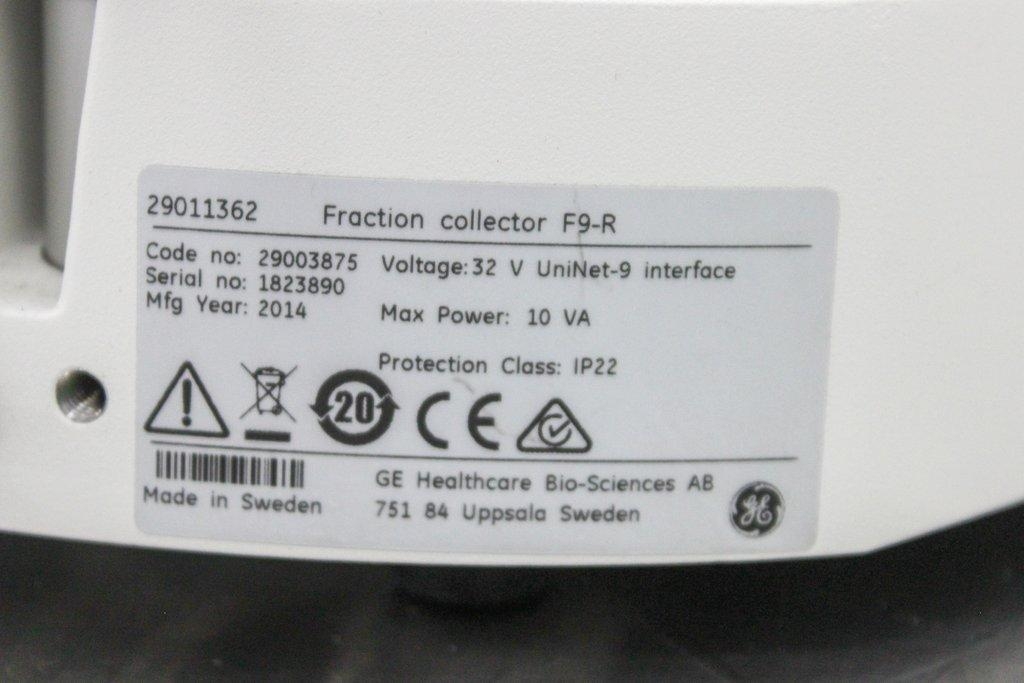 29011362 Fraction collector F9-R
Code no: 29003875
Serial no: 1823890
Mfg Year: 2014
Voltage: 32 V UniNet-9 interface
Max Power: 10 VA
Protection Class: IP22
20
CE
Made in Sweden
GE Healthcare Bio-Sciences AB
751 84 Uppsala Sweden
GE